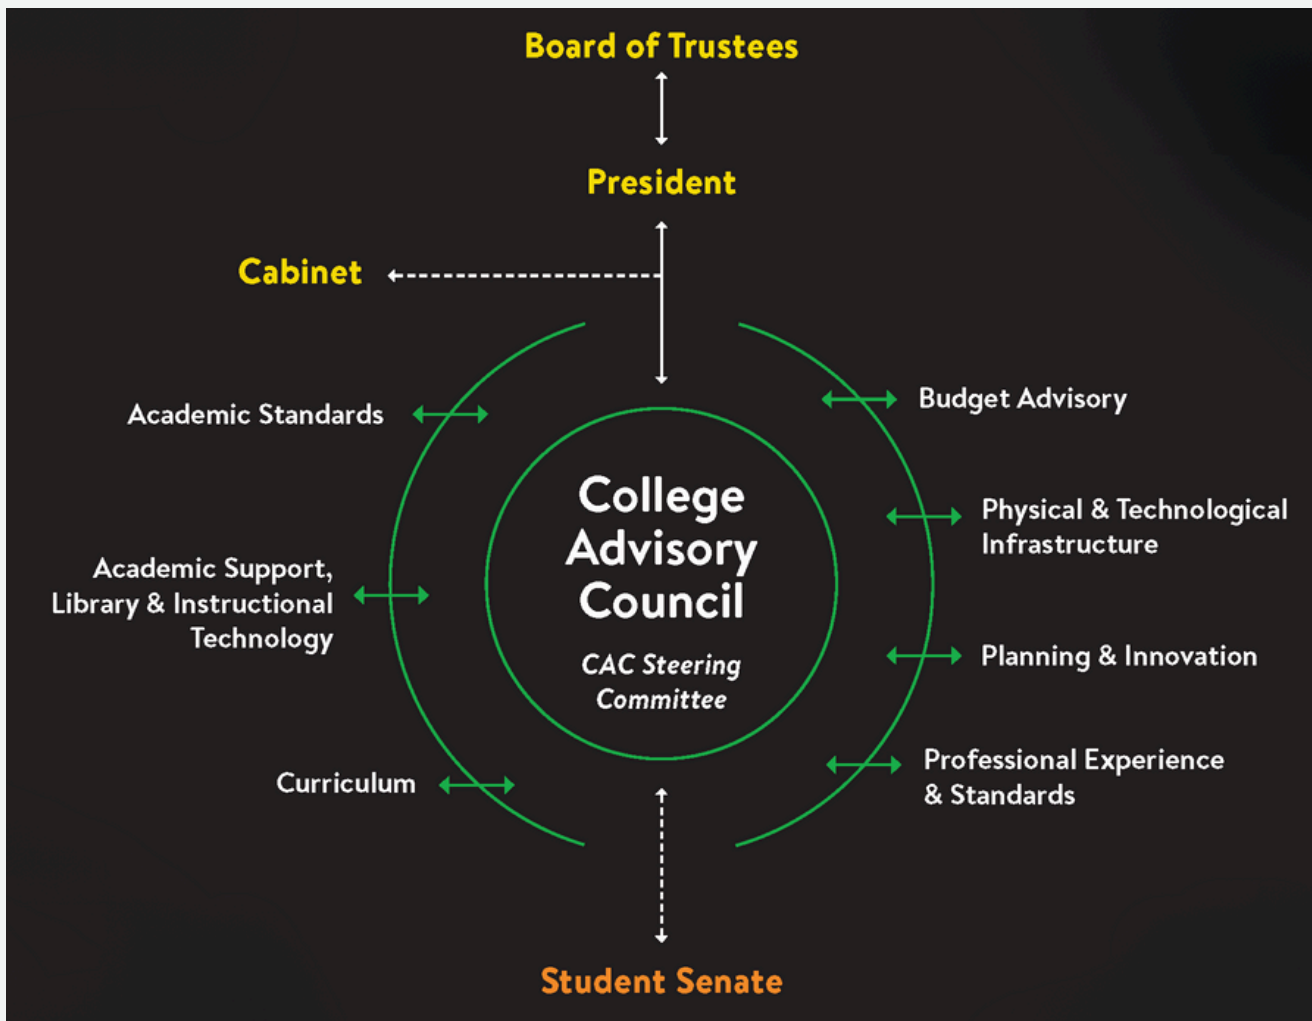 Board of Trustees
President
Cabinet
Academic Standards
Budget Advisory
College
Advisory
Council
CAC Steering
Committee
Physical & Technological
Infrastructure
Academic Support,
Library & Instructional
Technology
Planning & Innovation
Curriculum
Professional Experience
& Standards
Student Senate